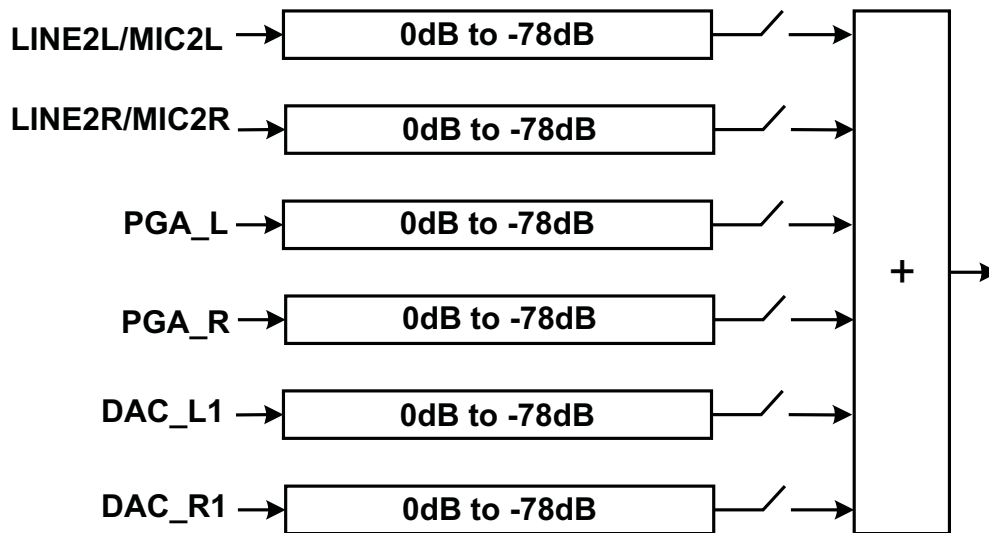 LINE2L/MIC2L 0dB to -78dB
LINE2R/MIC2R 0dB to -78dB
PGA_L 0dB to -78dB
+
PGA_R 0dB to -78dB
DAC_L1 0dB to -78dB
DAC_R1 0dB to -78dB